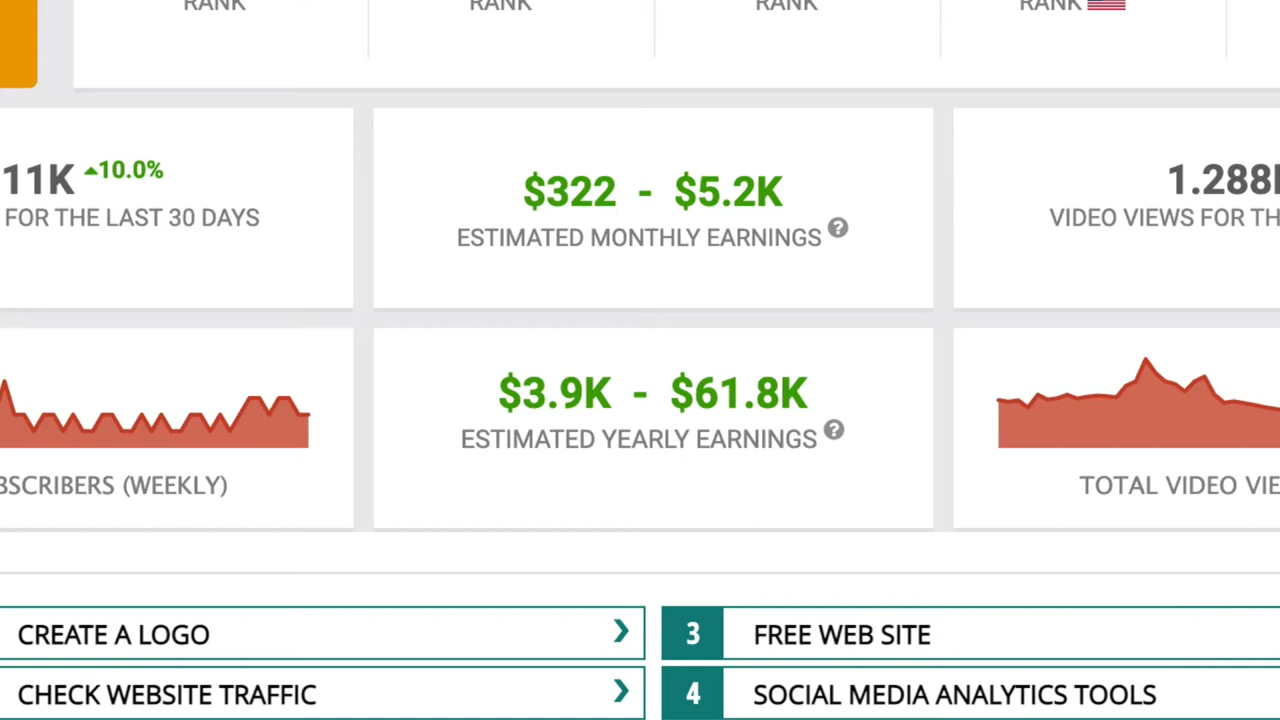 RANK RANK RANK RANK
11K 10.0%
FOR THE LAST 30 DAYS
$322 - $5.2K
ESTIMATED MONTHLY EARNINGS ?
1.288
VIDEO VIEWS FOR TH
BSCRIBERS (WEEKLY)
$3.9K - $61.8K
ESTIMATED YEARLY EARNINGS ?
TOTAL VIDEO VIE
CREATE A LOGO
3 FREE WEB SITE
CHECK WEBSITE TRAFFIC
4 SOCIAL MEDIA ANALYTICS TOOLS